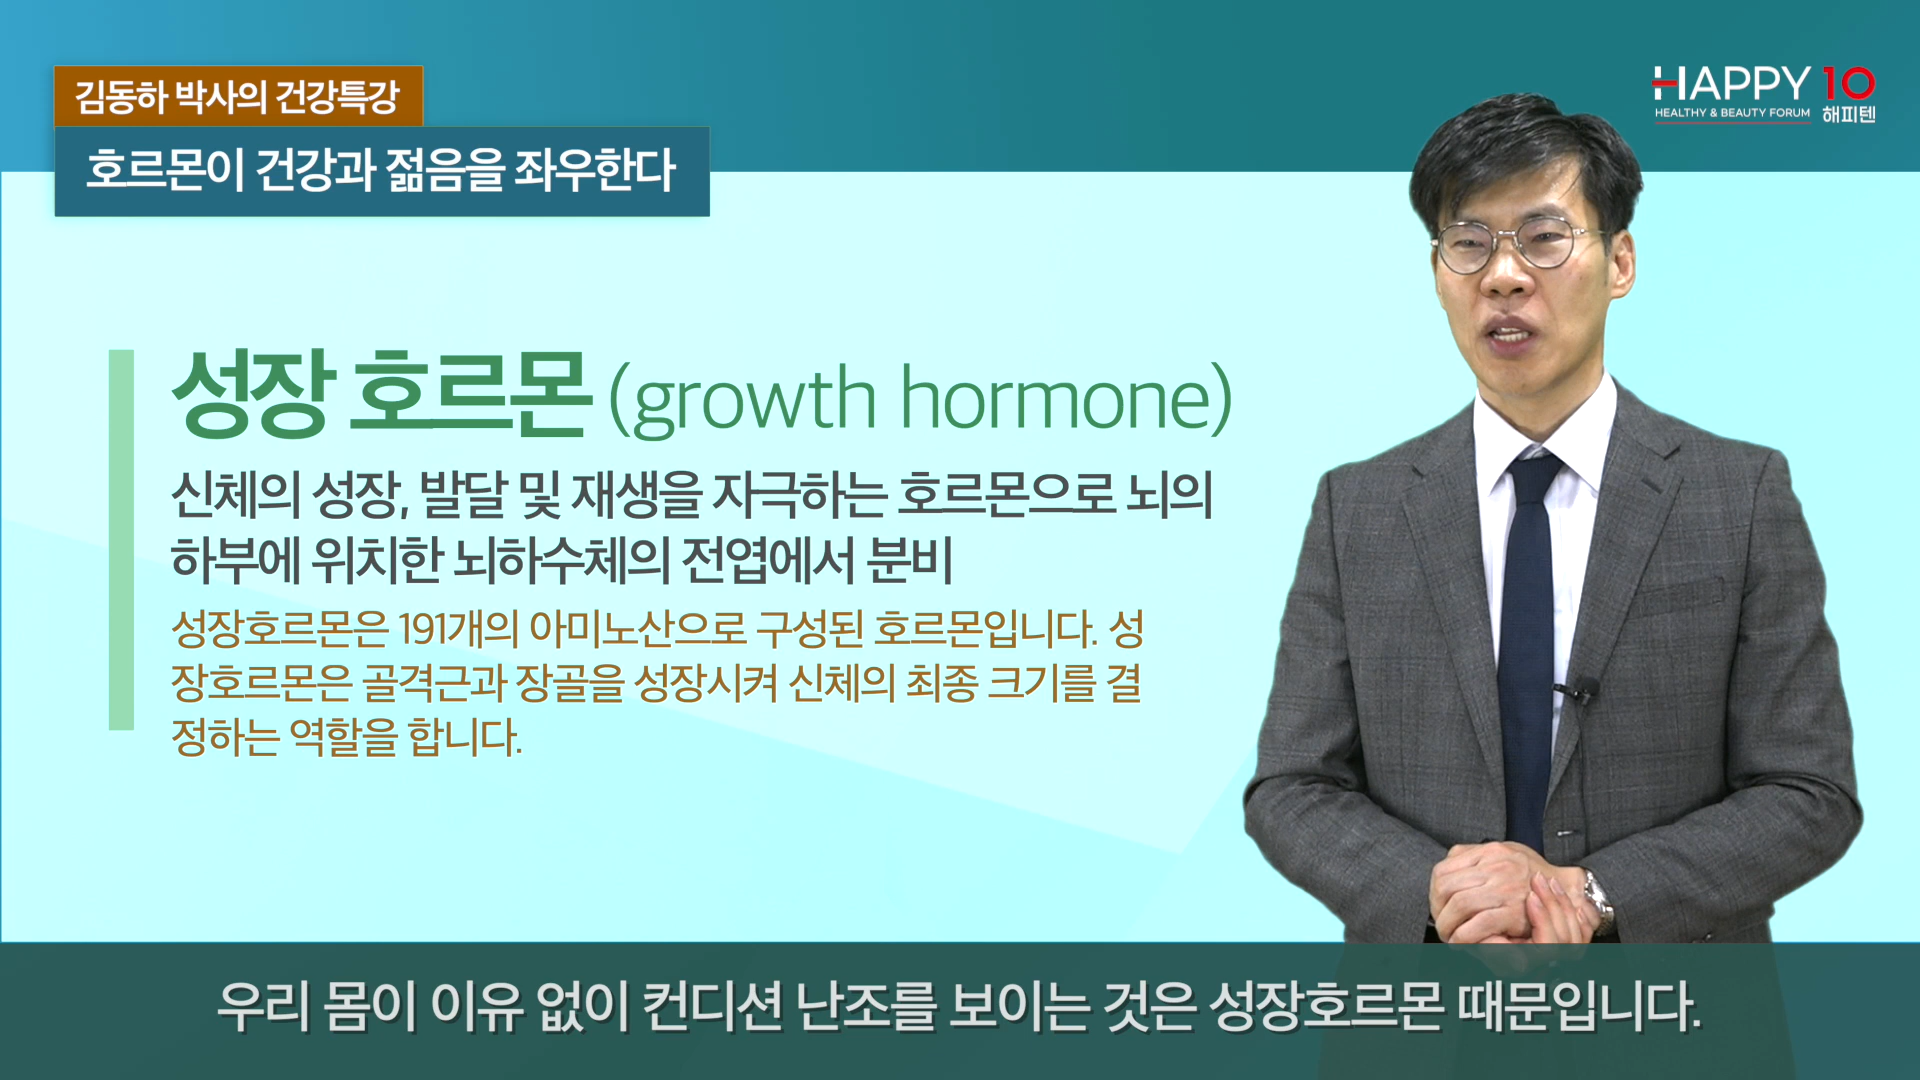 김동하 박사의 건강특강
호르몬이 건강과 젊음을 좌우한다
HAPPY 10
HEALTHY & BEAUTY FORUM 해피텐
성장 호르몬 (growth hormone)
신체의 성장, 발달 및 재생을 자극하는 호르몬으로 뇌의
하부에 위치한 뇌하수체의 전엽에서 분비
성장호르몬은 191개의 아미노산으로 구성된 호르몬입니다. 성
장호르몬은 골격근과 장골을 성장시켜 신체의 최종 크기를 결
정하는 역할을 합니다.
우리 몸이 이유 없이 컨디션 난조를 보이는 것은 성장호르몬 때문입니다.